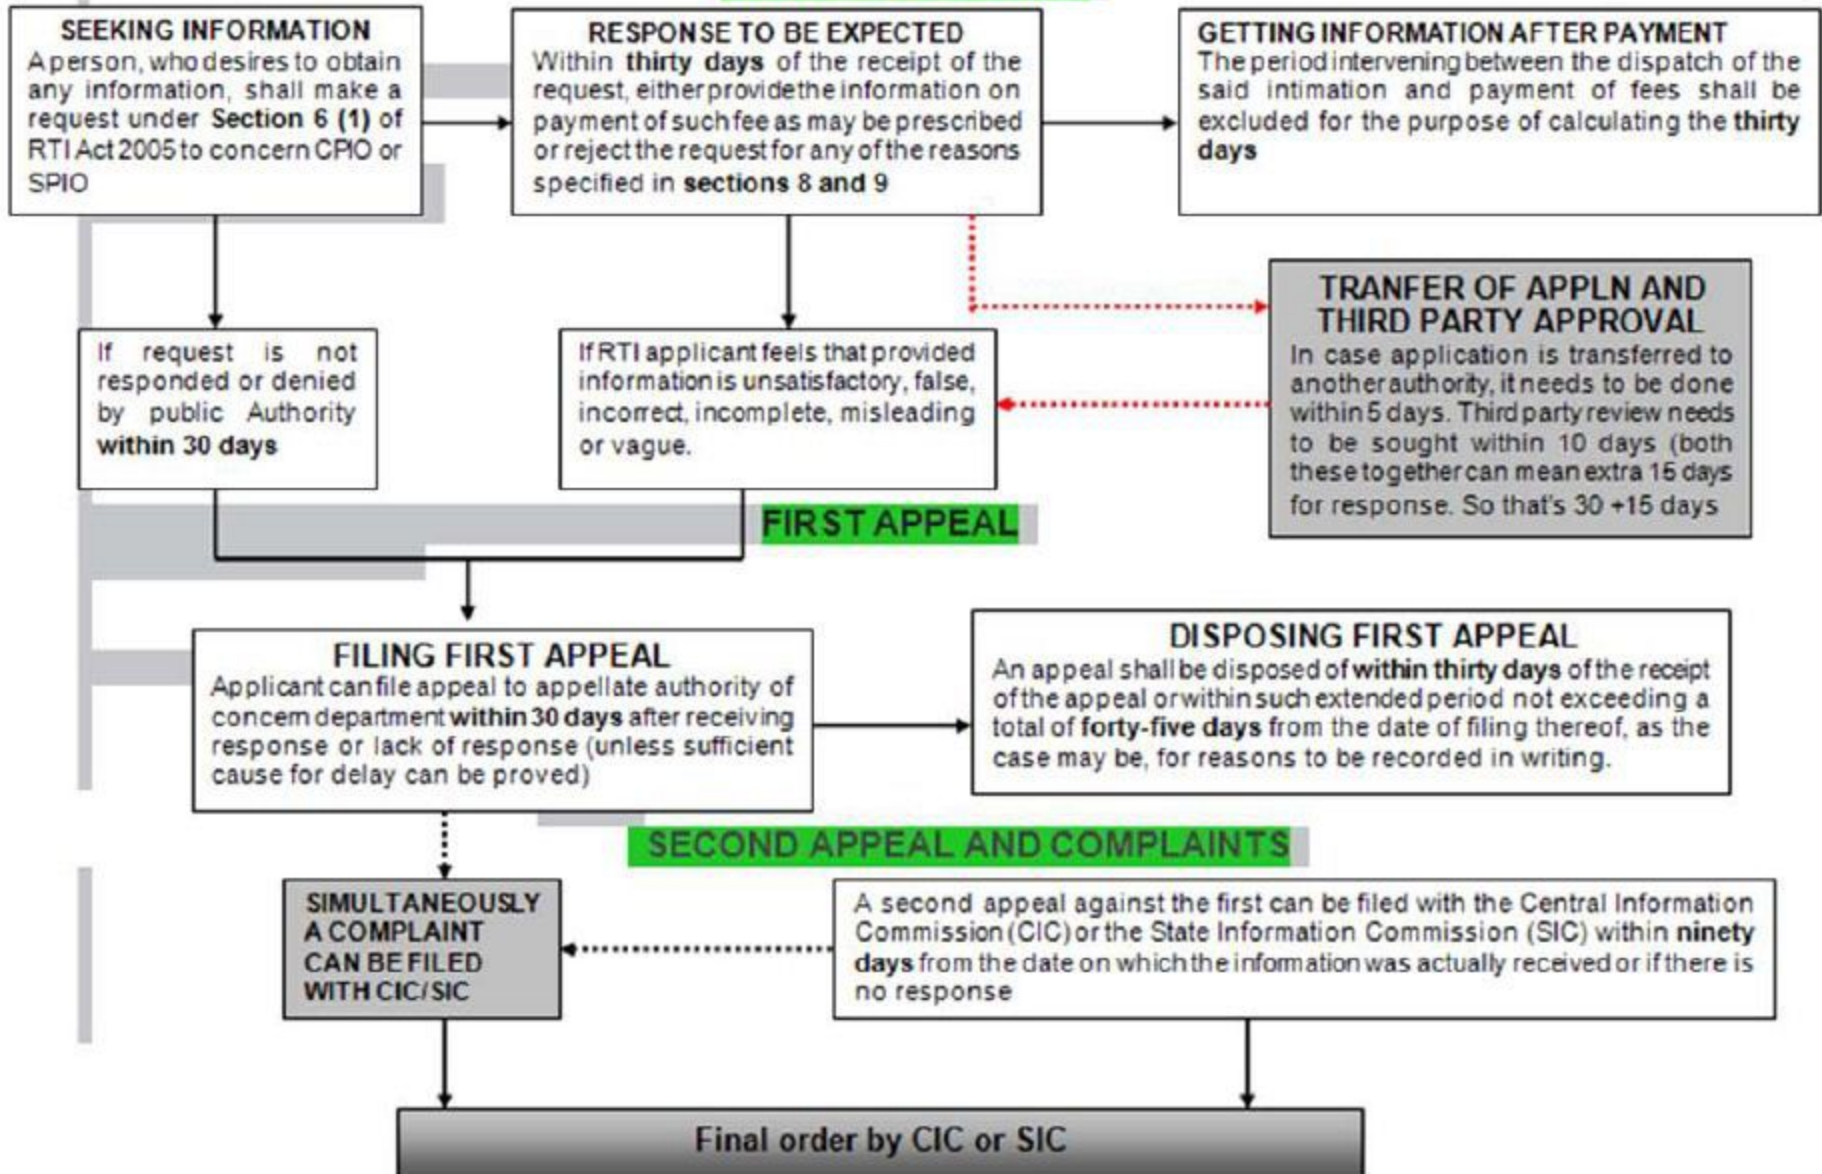 SEEKING INFORMATION
A person, who desires to obtain
any information, shall make a
request under Section 6 (1) of
RTI Act 2005 to concern CPIO or
SPIO
RESPONSE TO BE EXPECTED
Within thirty days of the receipt of the
request, either provide the information on
payment of such fee as may be prescribed
or reject the request for any of the reasons
specified in sections 8 and 9
GETTING INFORMATION AFTER PAYMENT
The period intervening between the dispatch of the
said intimation and payment of fees shall be
excluded for the purpose of calculating the thirty
days
If request is not
responded or denied
by public Authority
within 30 days
If RTI applicant feels that provided
information is unsatisfactory, false,
incorrect, incomplete, misleading
or vague.
TRANFER OF APPLN AND
THIRD PARTY APPROVAL
In case application is transferred to
another authority, it needs to be done
within 5 days. Third party review needs
to be sought within 10 days (both
these together can mean extra 15 days
for response. So that's 30 +15 days
FIRST APPEAL
FILING FIRST APPEAL
Applicant can file appeal to appellate authority of
concern department within 30 days after receiving
response or lack of response (unless sufficient
cause for delay can be proved)
DISPOSING FIRST APPEAL
An appeal shall be disposed of within thirty days of the receipt
of the appeal or within such extended period not exceeding a
total of forty-five days from the date of filing thereof, as the
case may be, for reasons to be recorded in writing.
SECOND APPEAL AND COMPLAINTS
SIMULTANEOUSLY
A COMPLAINT
CAN BE FILED
WITH CIC/SIC
A second appeal against the first can be filed with the Central Information
Commission (CIC) or the State Information Commission (SIC) within ninety
days from the date on which the information was actually received or if there is
no response
Final order by CIC or SIC